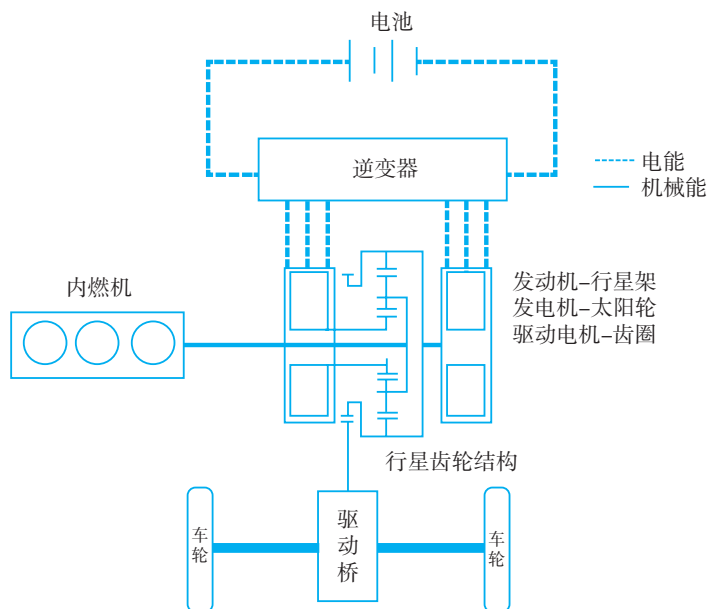 电池
逆变器
电能
机械能
内燃机
发动机–行星架
发电机–太阳轮
驱动电机–齿圈
行星齿轮结构
车轮
驱动桥
车轮